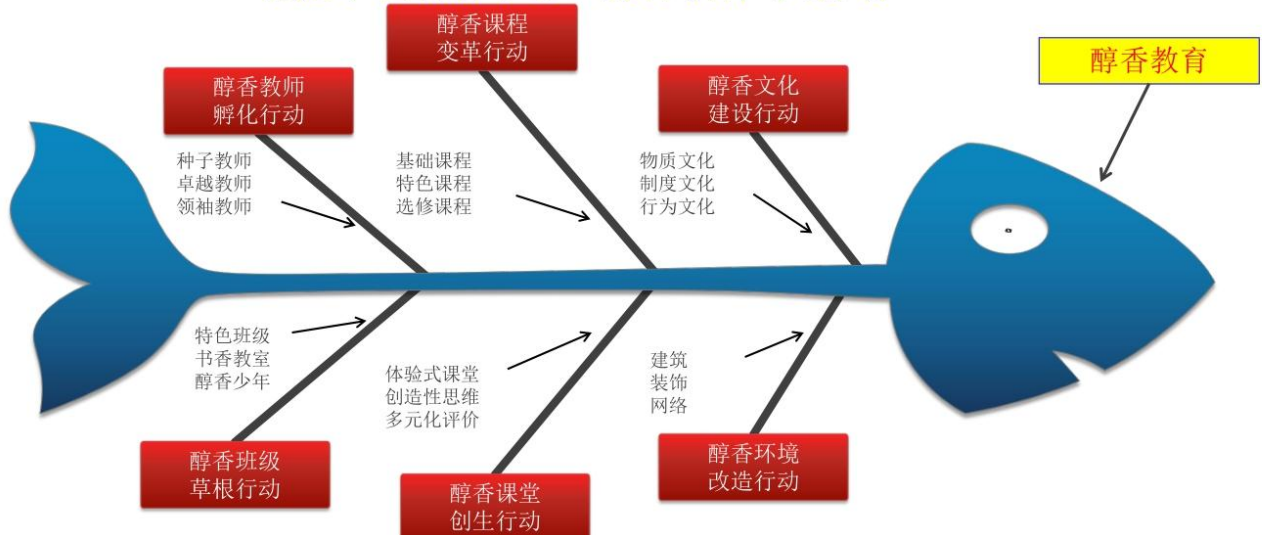 醇香课程
变革行动
醇香教育
醇香教师
孵化行动
醇香文化
建设行动
种子教师
卓越教师
领袖教师
基础课程
特色课程
选修课程
物质文化
制度文化
行为文化
特色班级
书香教室
醇香少年
体验式课堂
创造性思维
多元化评价
建筑
装饰
网络
醇香班级
草根行动
醇香课堂
创生行动
醇香环境
改造行动